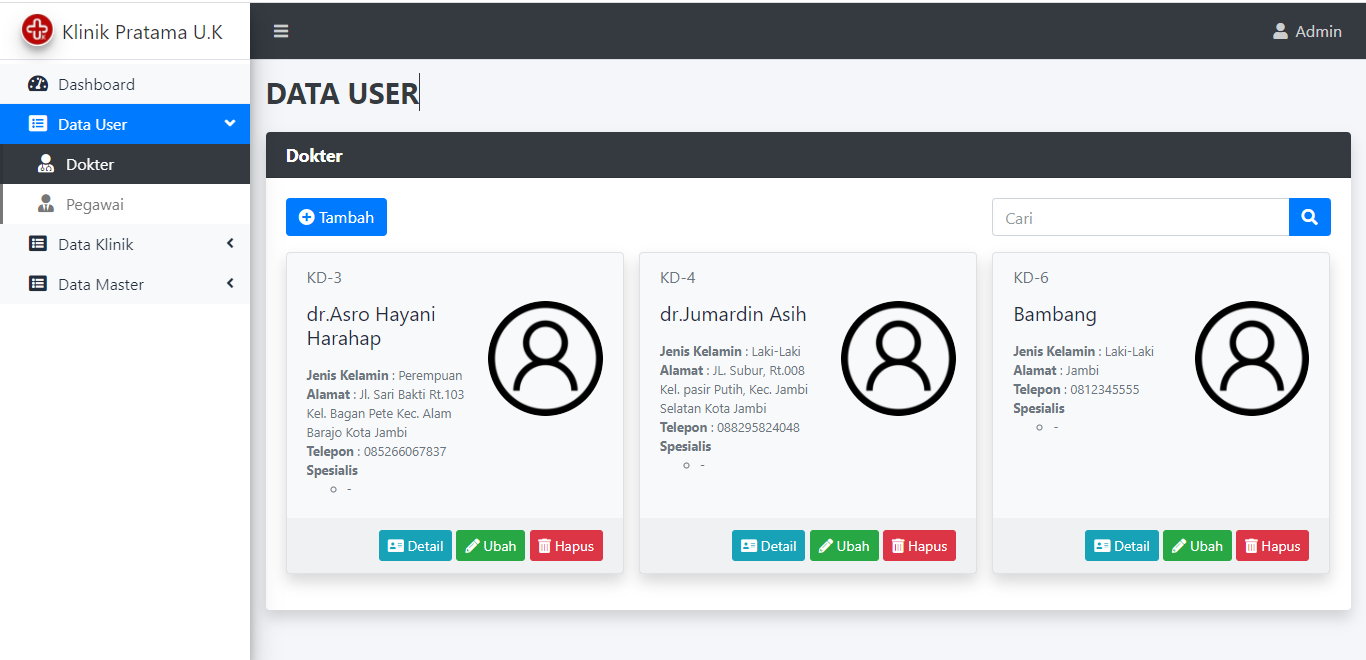 Klinik Pratama U.K
Admin
Dashboard
Data User
Dokter
Pegawai
Data Klinik
Data Master
DATA USER
Dokter
Tambah
Cari
KD-3
dr.Asro Hayani
Harahap
Jenis Kelamin : Perempuan
Alamat : Jl. Sari Bakti Rt.103
Kel. Bagan Pete Kec. Alam
Barajo Kota Jambi
Telepon : 085266067837
Spesialis
-
Detail
Ubah
Hapus
KD-4
dr.Jumardin Asih
Jenis Kelamin : Laki-Laki
Alamat : JL. Subur, Rt.008
Kel. pasir Putih, Kec. Jambi
Selatan Kota Jambi
Telepon : 088295824048
Spesialis
-
Detail
Ubah
Hapus
KD-6
Bambang
Jenis Kelamin : Laki-Laki
Alamat : Jambi
Telepon : 0812345555
Spesialis
-
Detail
Ubah
Hapus